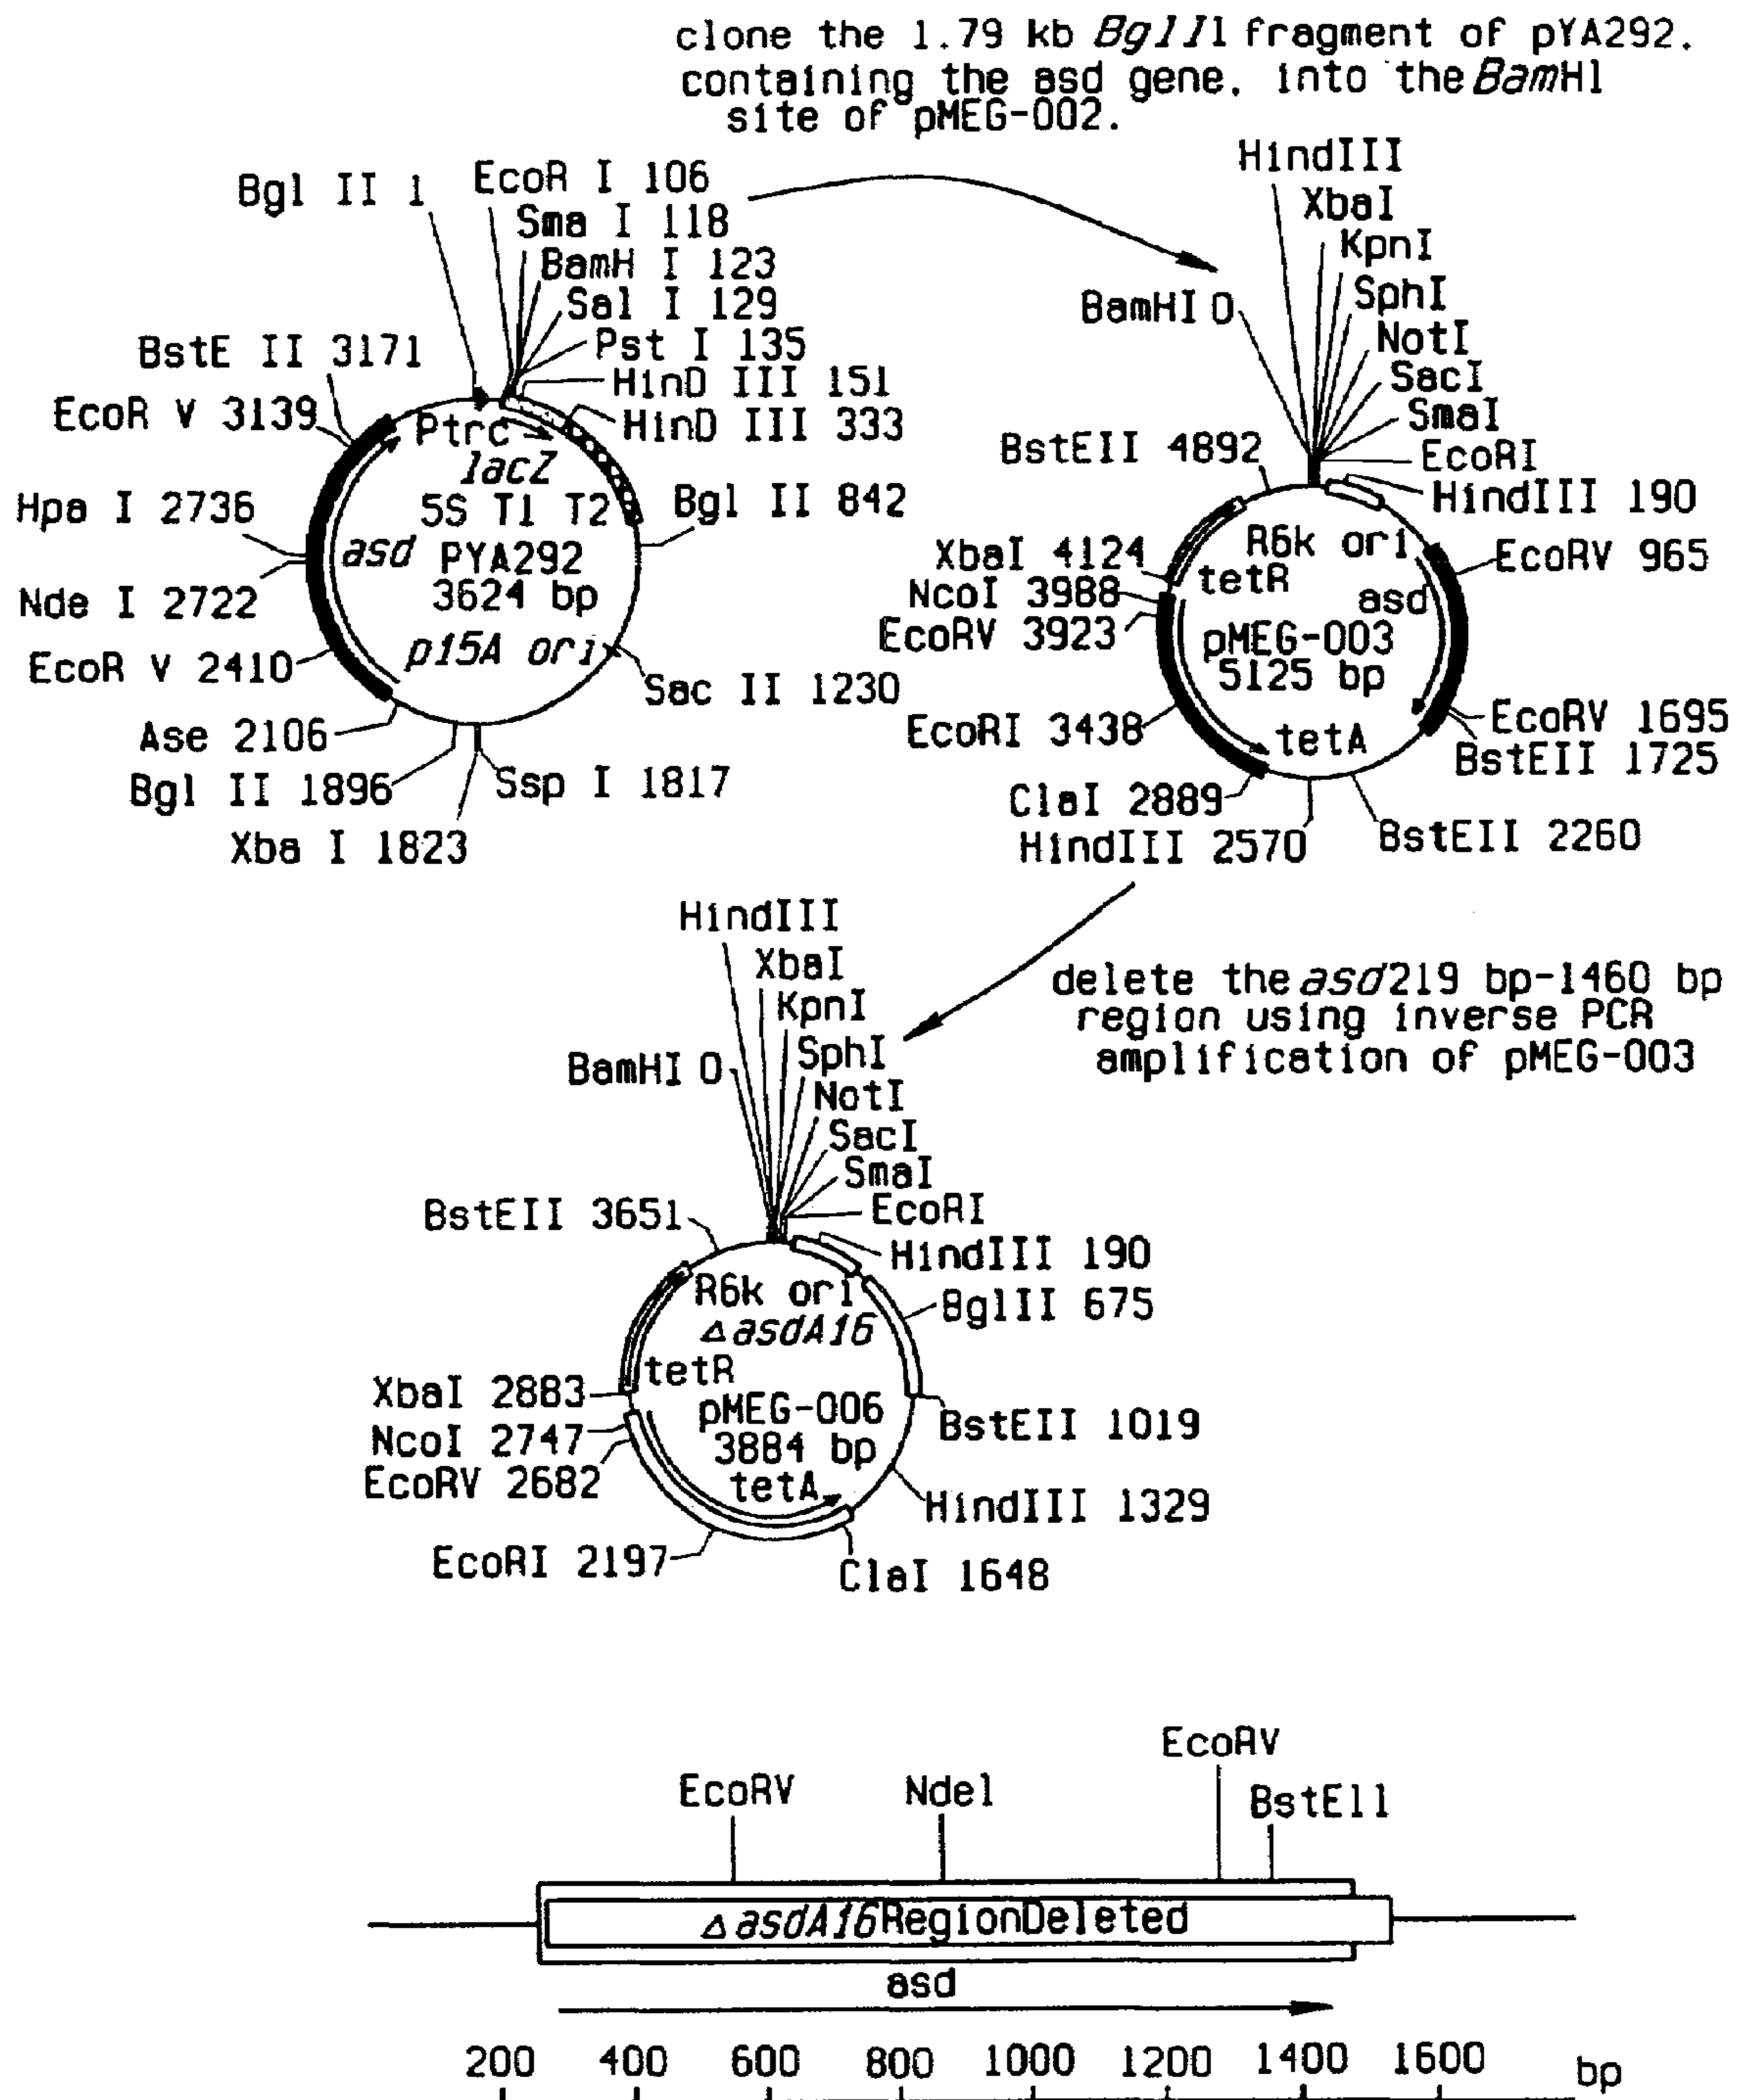 clone the 1.79 kb BglII1 fragment of pYA292.
containing the asd gene, into the BamH1
site of pMEG-002.
Bgl II 1
EcoR I 106
Sma I 118
BamH I 123
Sal I 129
Pst I 135
HinD III 151
HinD III 333
Bgl II 842
Sac II 1230
Ssp I 1817
Xba I 1823
Bgl II 1896
Ase 2106
EcoR V 2410
Nde I 2722
Hpa I 2736
EcoR V 3139
BstE II 3171
Ptrc
lacZ
5S T1 T2
asd PYA292
3624 bp
p15A ori
HindIII
XbaI
KpnI
SphI
NotI
SacI
SmaI
EcoRI
HindIII 190
BamHI 0
BstEII 4892
EcoRV 965
XbaI 4124
NcoI 3988
EcoRV 3923
EcoRI 3438
ClaI 2889
HindIII 2570
BstEII 2260
BstEII 1725
EcoRV 1695
R6k ori
tetR
asd
pMEG-003
5125 bp
tetA
delete the asd219 bp-1460 bp
region using inverse PCR
amplification of pMEG-003
HindIII
XbaI
KpnI
SphI
NotI
SacI
SmaI
EcoRI
HindIII 190
BamHI 0
BstEII 3651
BglII 675
R6k ori
ΔasdA16
tetR
pMEG-006
3884 bp
tetA
XbaI 2883
NcoI 2747
EcoRV 2682
EcoRI 2197
ClaI 1648
HindIII 1329
BstEII 1019
EcoRV
Nde1
EcoRV
BstE11
ΔasdA16RegionDeleted
asd
200 400 600 800 1000 1200 1400 1600 bp